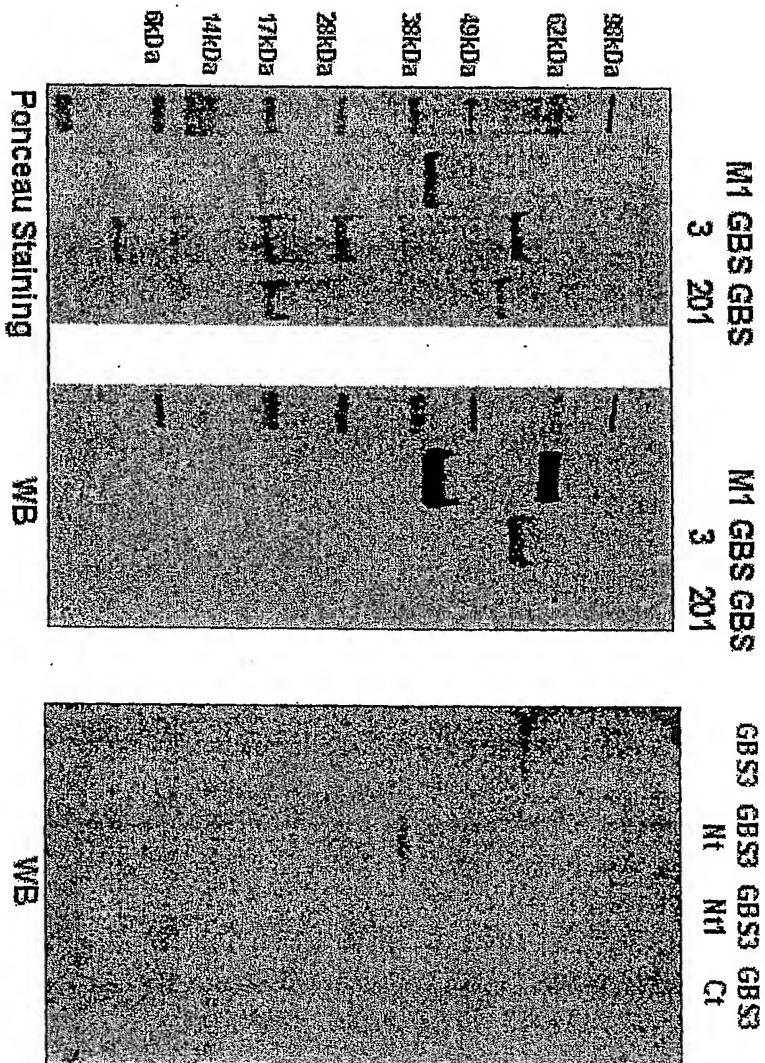 M1 GBS GBS
3 201
M1 GBS GBS
3 201
GBS3 GBS3 GBS3 GBS3
Nt Nt1 Ct
98kDa
62kDa
49kDa
38kDa
28kDa
17kDa
14kDa
6kDa
Ponceau Staining
WB
WB